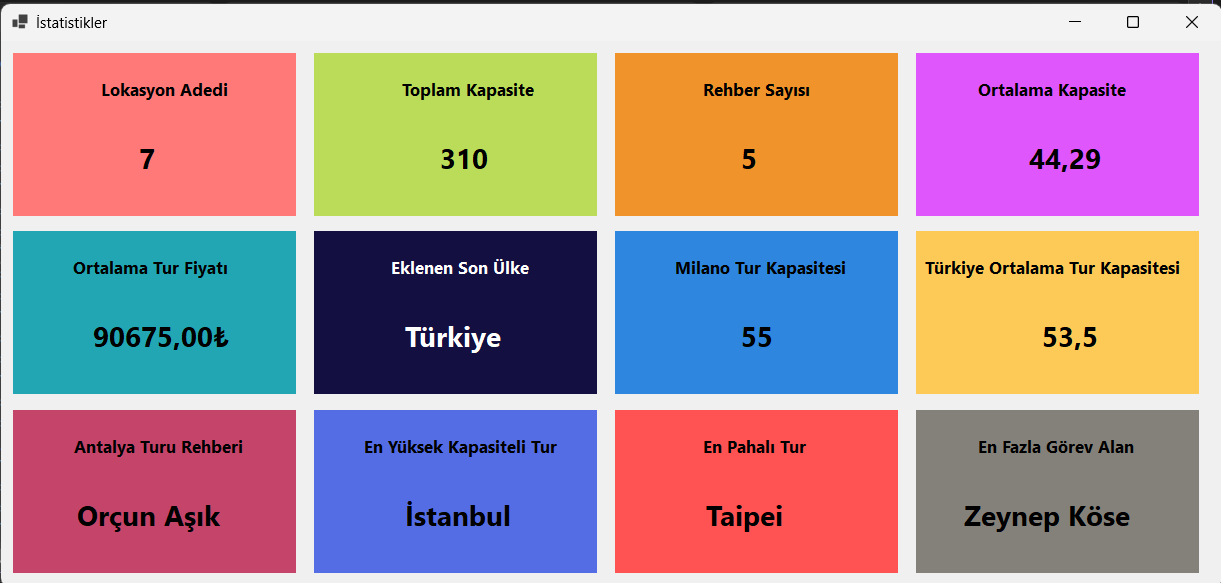 İstatistikler
Lokasyon Adedi
7
Toplam Kapasite
310
Rehber Sayısı
5
Ortalama Kapasite
44,29
Ortalama Tur Fiyatı
90675,00₺
Eklenen Son Ülke
Türkiye
Milano Tur Kapasitesi
55
Türkiye Ortalama Tur Kapasitesi
53,5
Antalya Turu Rehberi
Orçun Aşık
En Yüksek Kapasiteli Tur
İstanbul
En Pahalı Tur
Taipei
En Fazla Görev Alan
Zeynep Köse